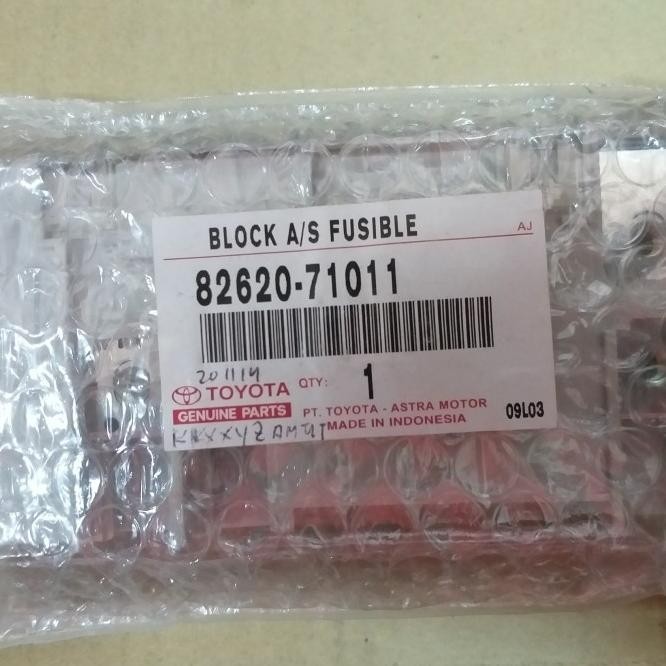 BLOCK A/S FUSIBLE
AJ
82620-71011
201114
TOYOTA
QTY: 1
GENUINE PARTS
PT. TOYOTA - ASTRA MOTOR
MADE IN INDONESIA
09L03